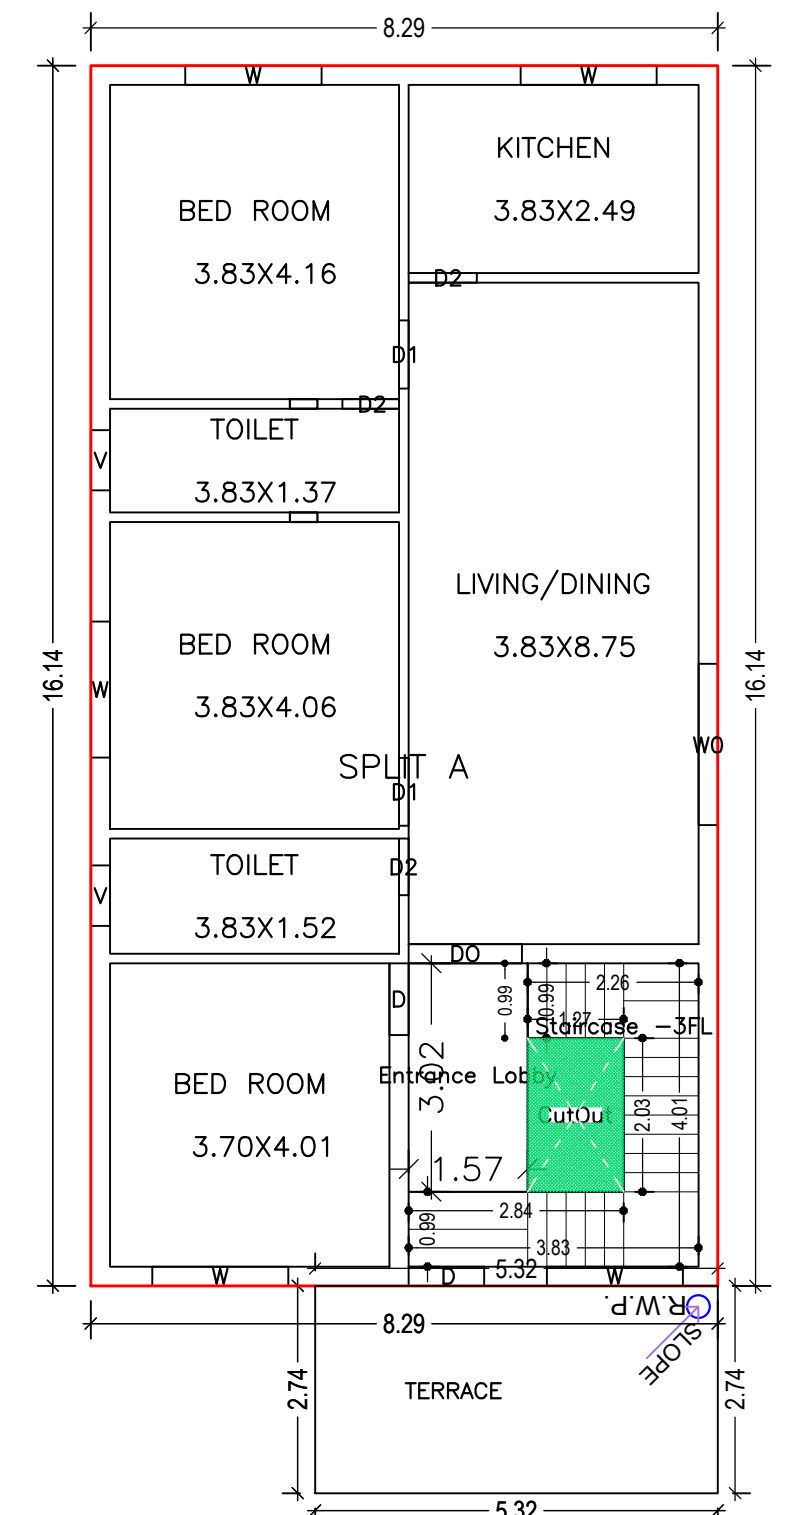 8.29
W
W
KITCHEN
3.83X2.49
BED ROOM
3.83X4.16
D2
D1
D2
TOILET
3.83X1.37
V
LIVING/DINING
3.83X8.75
BED ROOM
3.83X4.06
16.14
16.14
W
WO
SPLIT A
D1
TOILET
3.83X1.52
D2
V
DO
D
2.26
0.99
0.99
1.27
Staircase -3FL
3.02
Entrance Lobby
BED ROOM
3.70X4.01
CutOut
2.03
4.01
1.57
2.84
0.99
3.83
5.32
W
D
W
R.W.P.
8.29
SLOPE
2.74
2.74
TERRACE
5.32